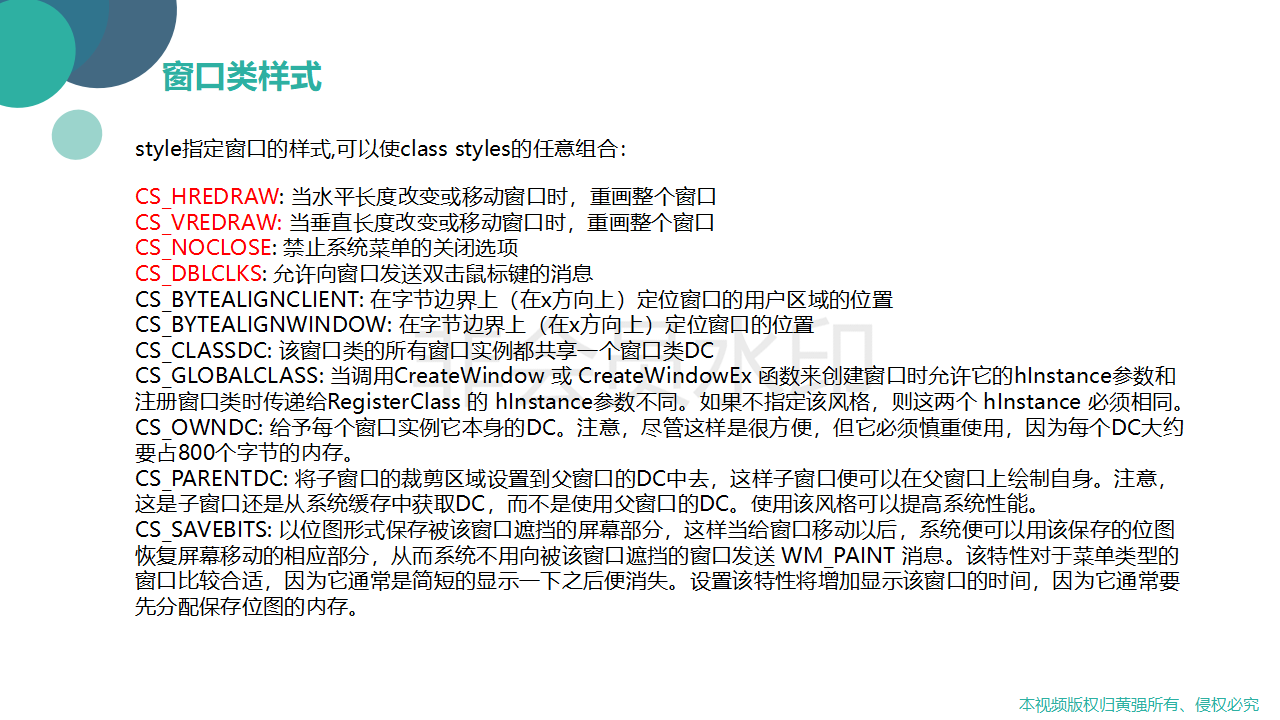 窗口类样式
style指定窗口的样式,可以使class styles的任意组合：
CS_HREDRAW: 当水平长度改变或移动窗口时，重画整个窗口
CS_VREDRAW: 当垂直长度改变或移动窗口时，重画整个窗口
CS_NOCLOSE: 禁止系统菜单的关闭选项
CS_DBLCLKS: 允许向窗口发送双击鼠标键的消息
CS_BYTEALIGNCLIENT: 在字节边界上（在x方向上）定位窗口的用户区域的位置
CS_BYTEALIGNWINDOW: 在字节边界上（在x方向上）定位窗口的位置
CS_CLASSDC: 该窗口类的所有窗口实例都共享一个窗口类DC
CS_GLOBALCLASS: 当调用CreateWindow 或 CreateWindowEx 函数来创建窗口时允许它的hInstance参数和
注册窗口类时传递给RegisterClass 的 hInstance参数不同。如果不指定该风格，则这两个 hInstance 必须相同。
CS_OWNDC: 给予每个窗口实例它本身的DC。注意，尽管这样是很方便，但它必须慎重使用，因为每个DC大约
要占800个字节的内存。
CS_PARENTDC: 将子窗口的裁剪区域设置到父窗口的DC中去，这样子窗口便可以在父窗口上绘制自身。注意，
这是子窗口还是从系统缓存中获取DC，而不是使用父窗口的DC。使用该风格可以提高系统性能。
CS_SAVEBITS: 以位图形式保存被该窗口遮挡的屏幕部分，这样当给窗口移动以后，系统便可以用该保存的位图
恢复屏幕移动的相应部分，从而系统不用向被该窗口遮挡的窗口发送 WM_PAINT 消息。该特性对于菜单类型的
窗口比较合适，因为它通常是简短的显示一下之后便消失。设置该特性将增加显示该窗口的时间，因为它通常要
先分配保存位图的内存。
非会员水印
本视频版权归黄强所有、侵权必究